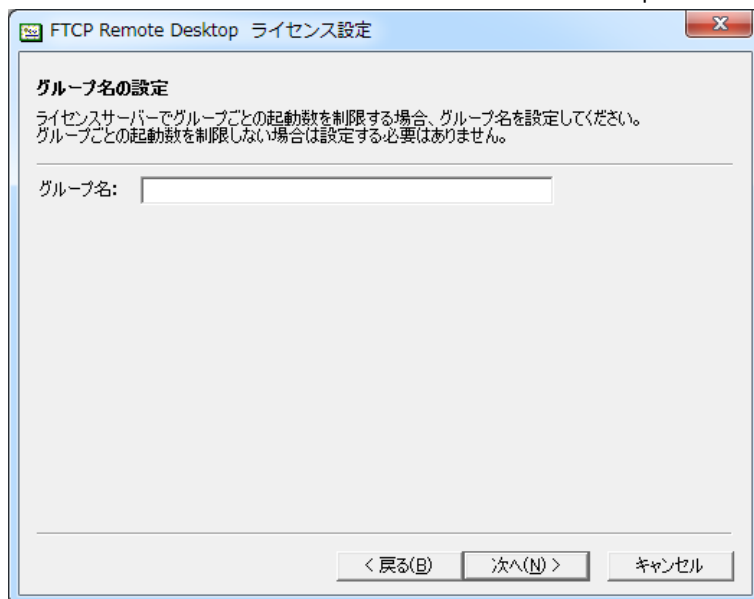 FTCP Remote Desktop ライセンス設定
グループ名の設定
ライセンスサーバーでグループごとの起動数を制限する場合、グループ名を設定してください。
グループごとの起動数を制限しない場合は設定する必要はありません。
グループ名:
< 戻る(B) 次へ(N) > キャンセル